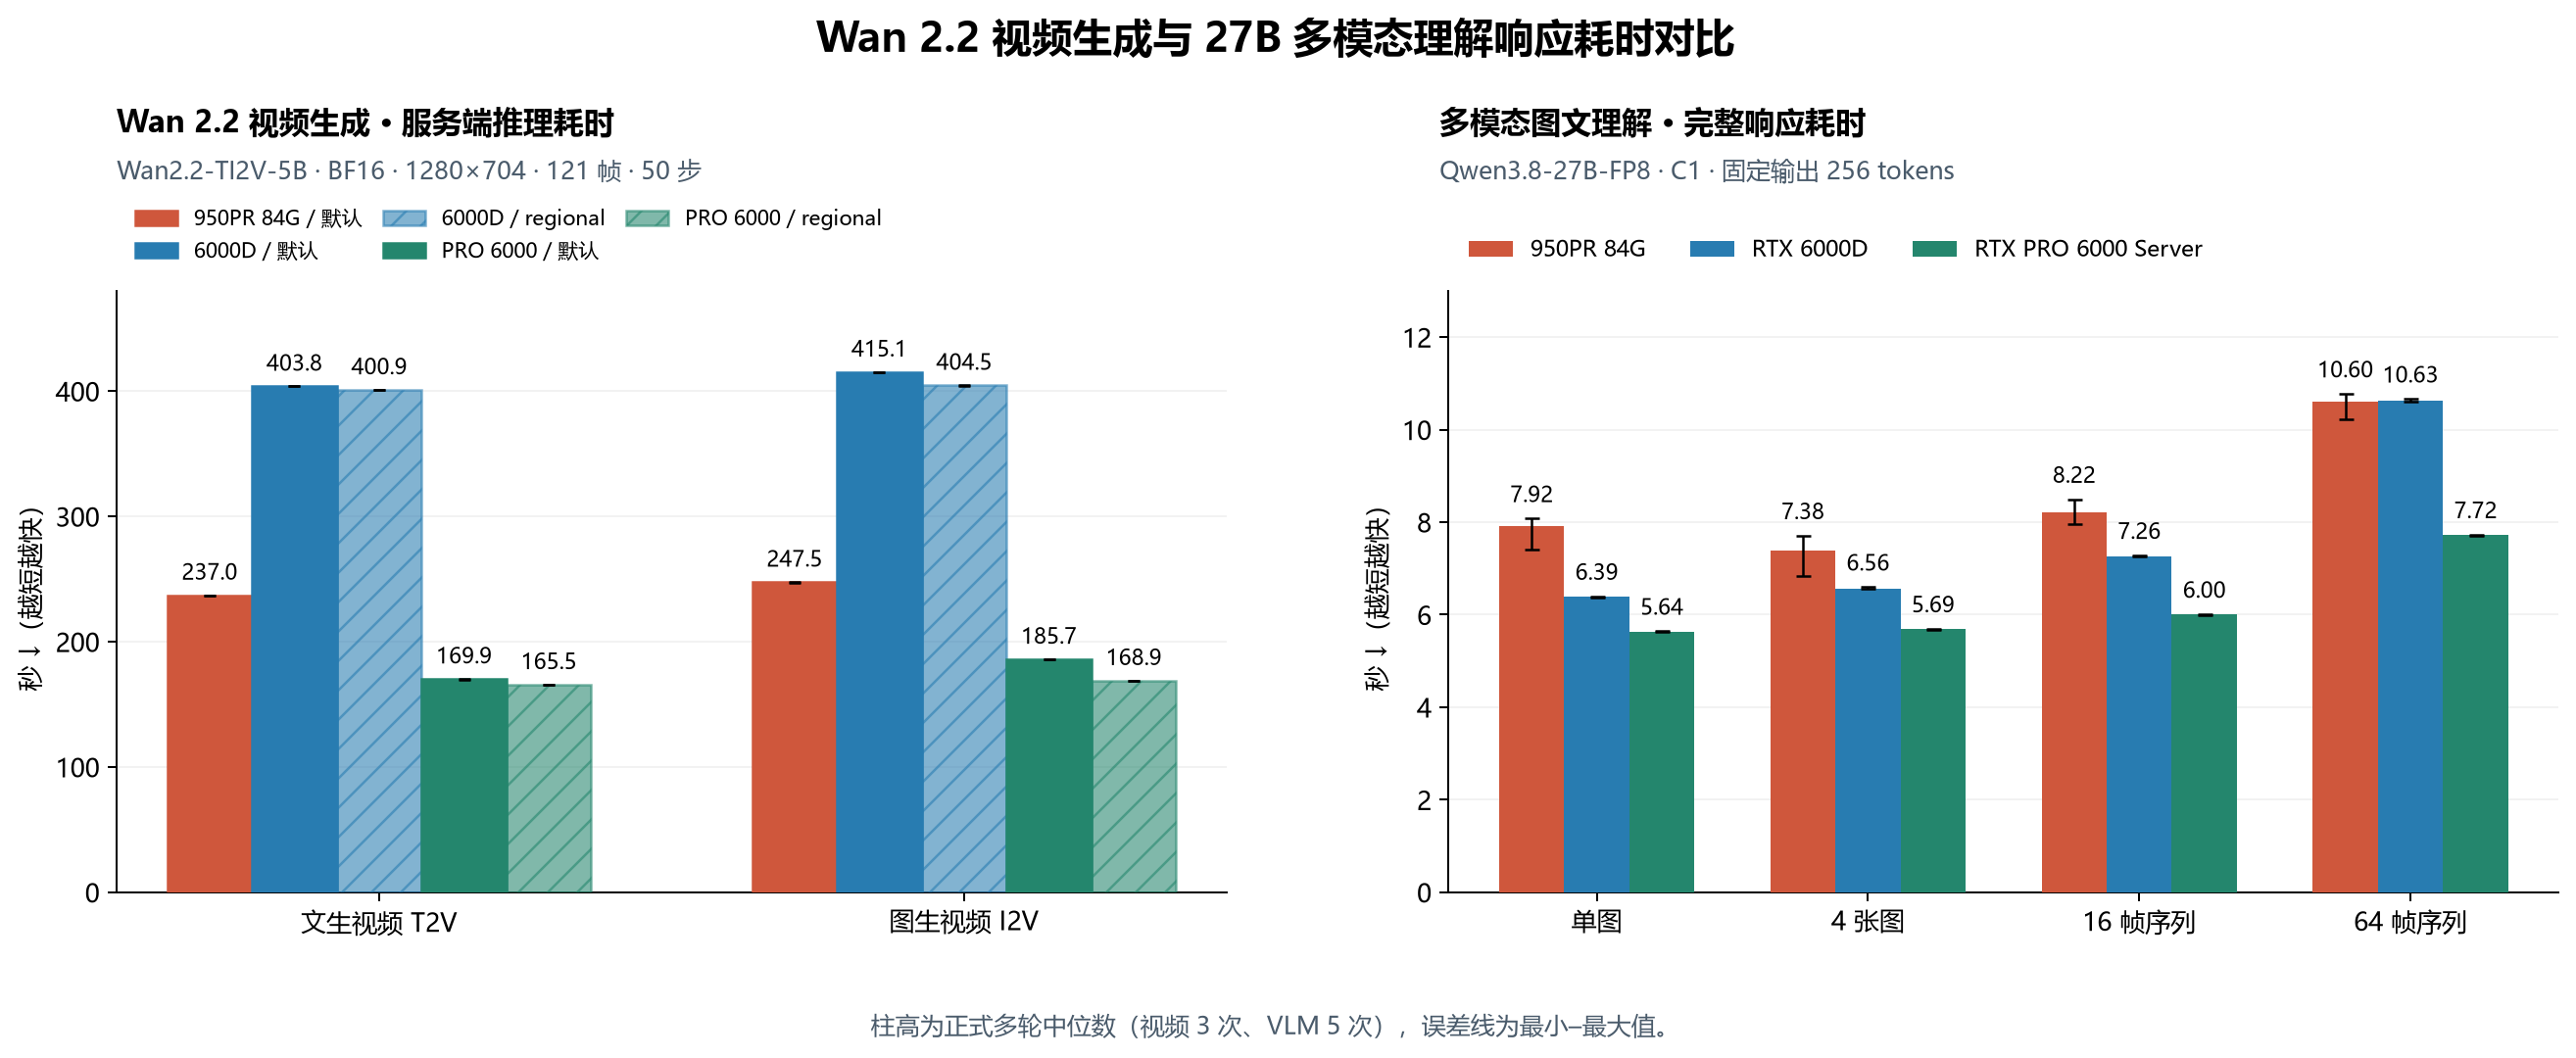 Wan 2.2 视频生成与 27B 多模态理解响应耗时对比
Wan 2.2 视频生成 • 服务端推理耗时
Wan2.2-TI2V-5B · BF16 · 1280×704 · 121 帧 · 50 步
950PR 84G / 默认
6000D / regional
PRO 6000 / regional
6000D / 默认
PRO 6000 / 默认
秒 ↓（越短越快）
400
300
200
100
0
403.8
400.9
237.0
169.9
165.5
415.1
404.5
247.5
185.7
168.9
文生视频 T2V
图生视频 I2V
多模态图文理解 • 完整响应耗时
Qwen3.8-27B-FP8 · C1 · 固定输出 256 tokens
950PR 84G
RTX 6000D
RTX PRO 6000 Server
秒 ↓（越短越快）
12
10
8
6
4
2
0
7.92
6.39
5.64
7.38
6.56
5.69
8.22
7.26
6.00
10.60
10.63
7.72
单图
4 张图
16 帧序列
64 帧序列
柱高为正式多轮中位数（视频 3 次、VLM 5 次），误差线为最小–最大值。